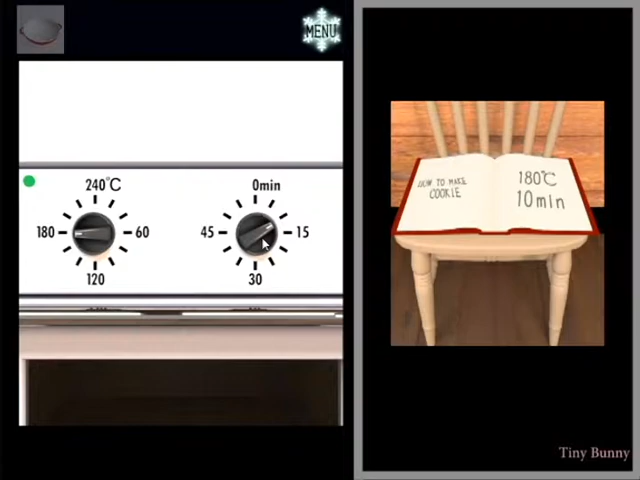 MENU
240°C
180
60
120
0min
45
15
30
HOW TO MAKE
COOKIE
180°C
10min
Tiny Bunny